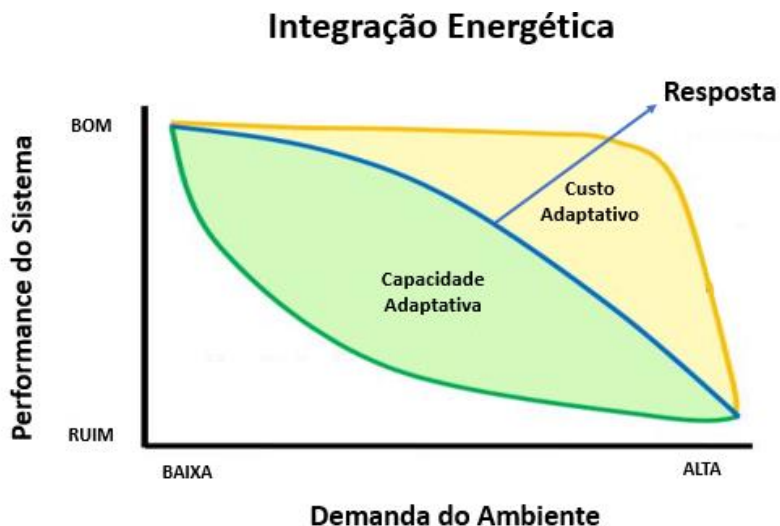 Integração Energética
Resposta
BOM
Custo
Adaptativo
Performance do Sistema
Capacidade
Adaptativa
RUIM
BAIXA
ALTA
Demanda do Ambiente